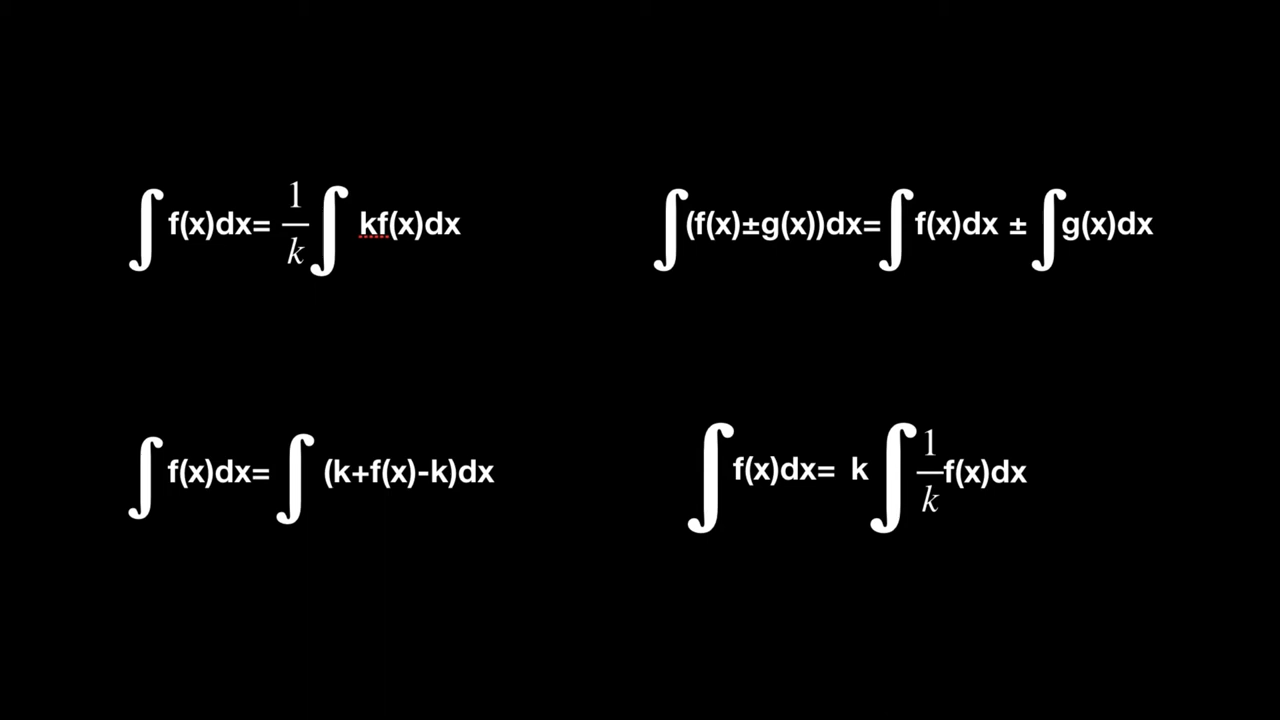 ∫ f(x)dx= 1/k ∫ kf(x)dx
∫(f(x)±g(x))dx=∫ f(x)dx ± ∫g(x)dx
∫ f(x)dx= ∫ (k+f(x)-k)dx
∫ f(x)dx= k ∫ 1/k f(x)dx